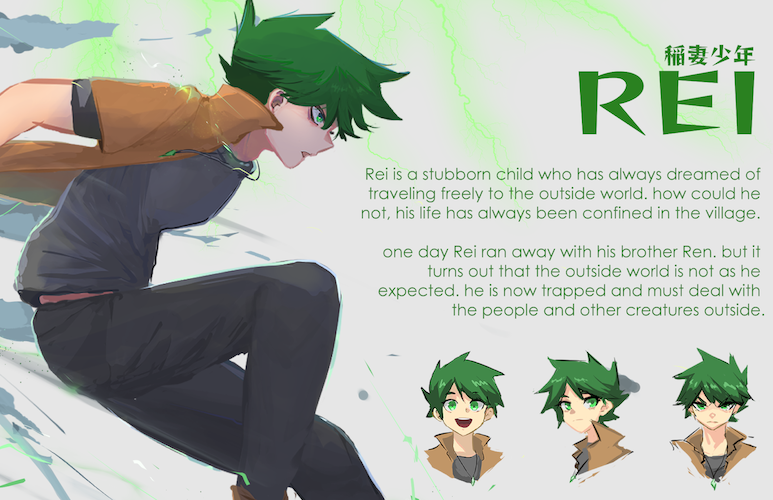 稲妻少年
REI
Rei is a stubborn child who has always dreamed of
traveling freely to the outside world. how could he
not, his life has always been confined in the village.
one day Rei ran away with his brother Ren. but it
turns out that the outside world is not as he
expected. he is now trapped and must deal with
the people and other creatures outside.